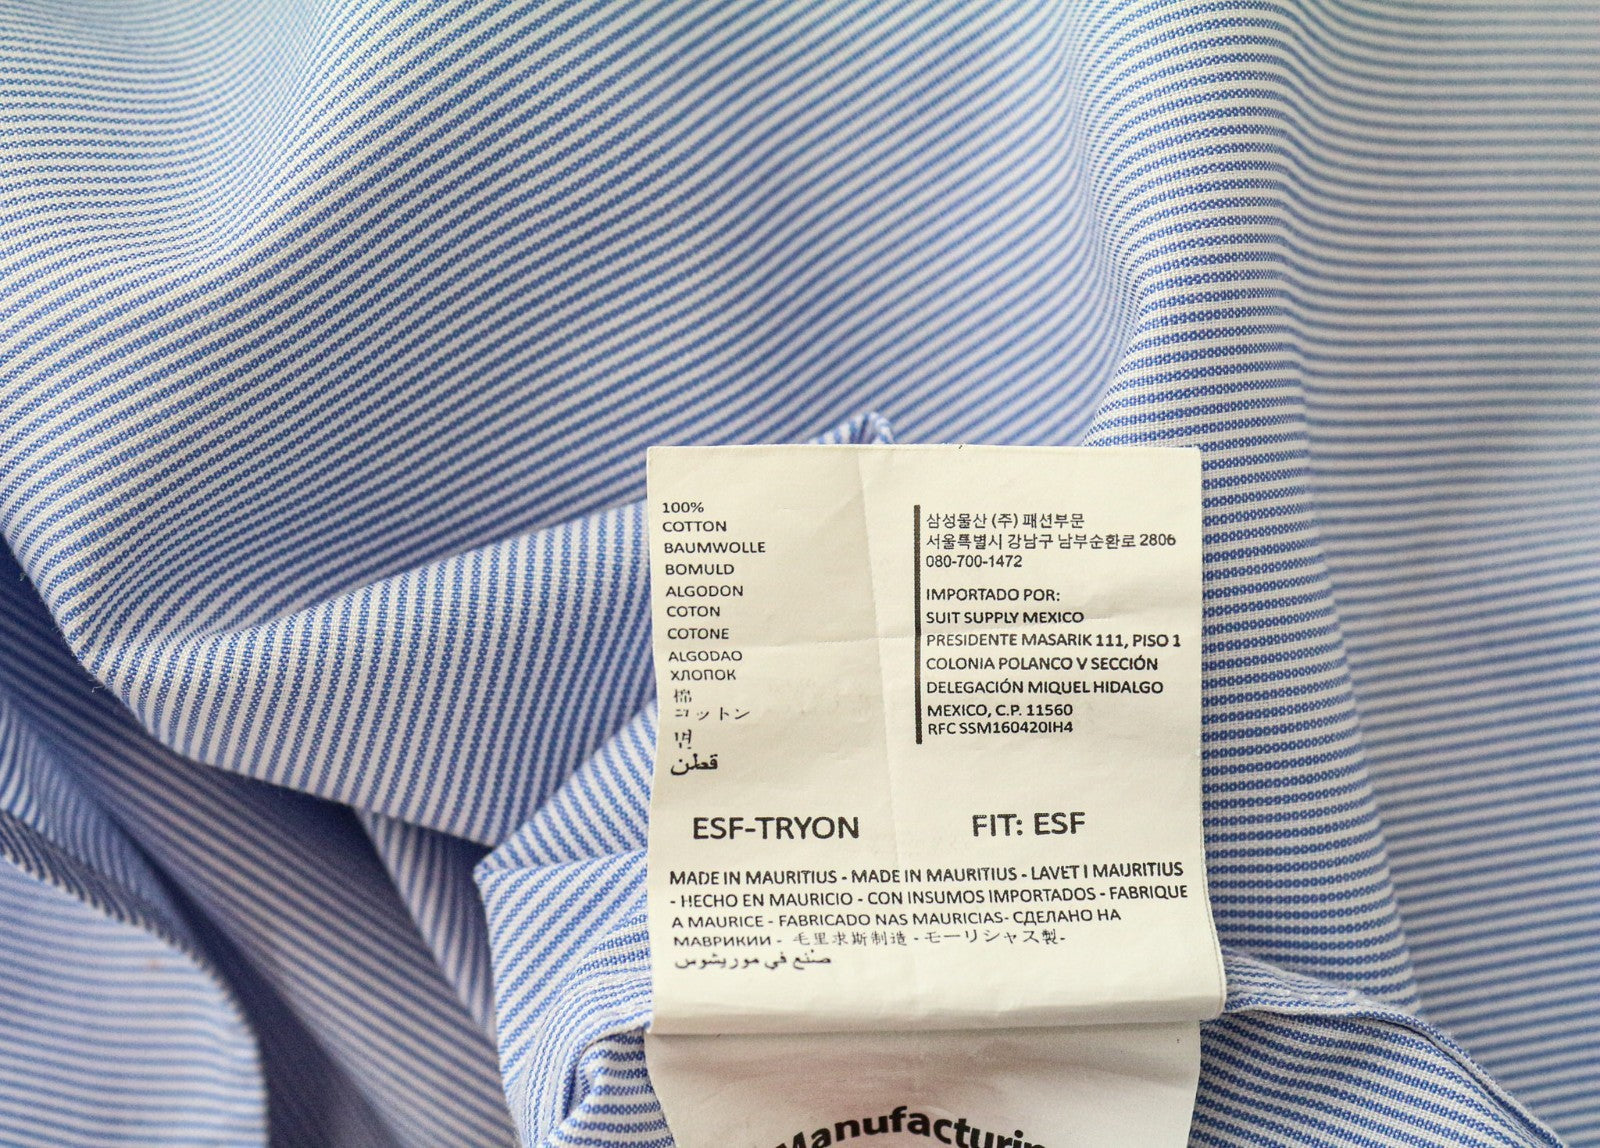 100%
COTTON
BAUMWOLLE
BOMULD
ALGODON
COTON
COTONE
ALGODAO
ХЛОПОК
棉
コットン
면
قطن
삼성물산 (주) 패션부문
서울특별시 강남구 남부순환로 2806
080-700-1472
IMPORTADO POR:
SUIT SUPPLY MEXICO
PRESIDENTE MASARIK 111, PISO 1
COLONIA POLANCO V SECCIÓN
DELEGACIÓN MIQUEL HIDALGO
MEXICO, C.P. 11560
RFC SSM160420IH4
ESF-TRYON
FIT: ESF
MADE IN MAURITIUS - MADE IN MAURITIUS - LAVET I MAURITIUS
- HECHO EN MAURICIO - CON INSUMOS IMPORTADOS - FABRIQUE
A MAURICE - FABRICADO NAS MAURICIAS- СДЕЛАНО НА
МАВРИКИИ - 毛里求斯制造 - モーリシャス製-
صنع في موريشوس
Manufacturin